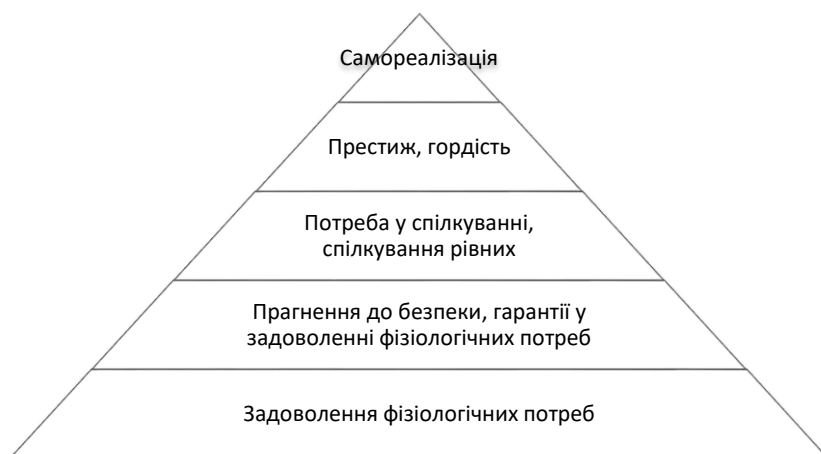 Самореалізація
Престиж, гордість
Потреба у спілкуванні,
спілкування рівних
Прагнення до безпеки, гарантії у
задоволенні фізіологічних потреб
Задоволення фізіологічних потреб